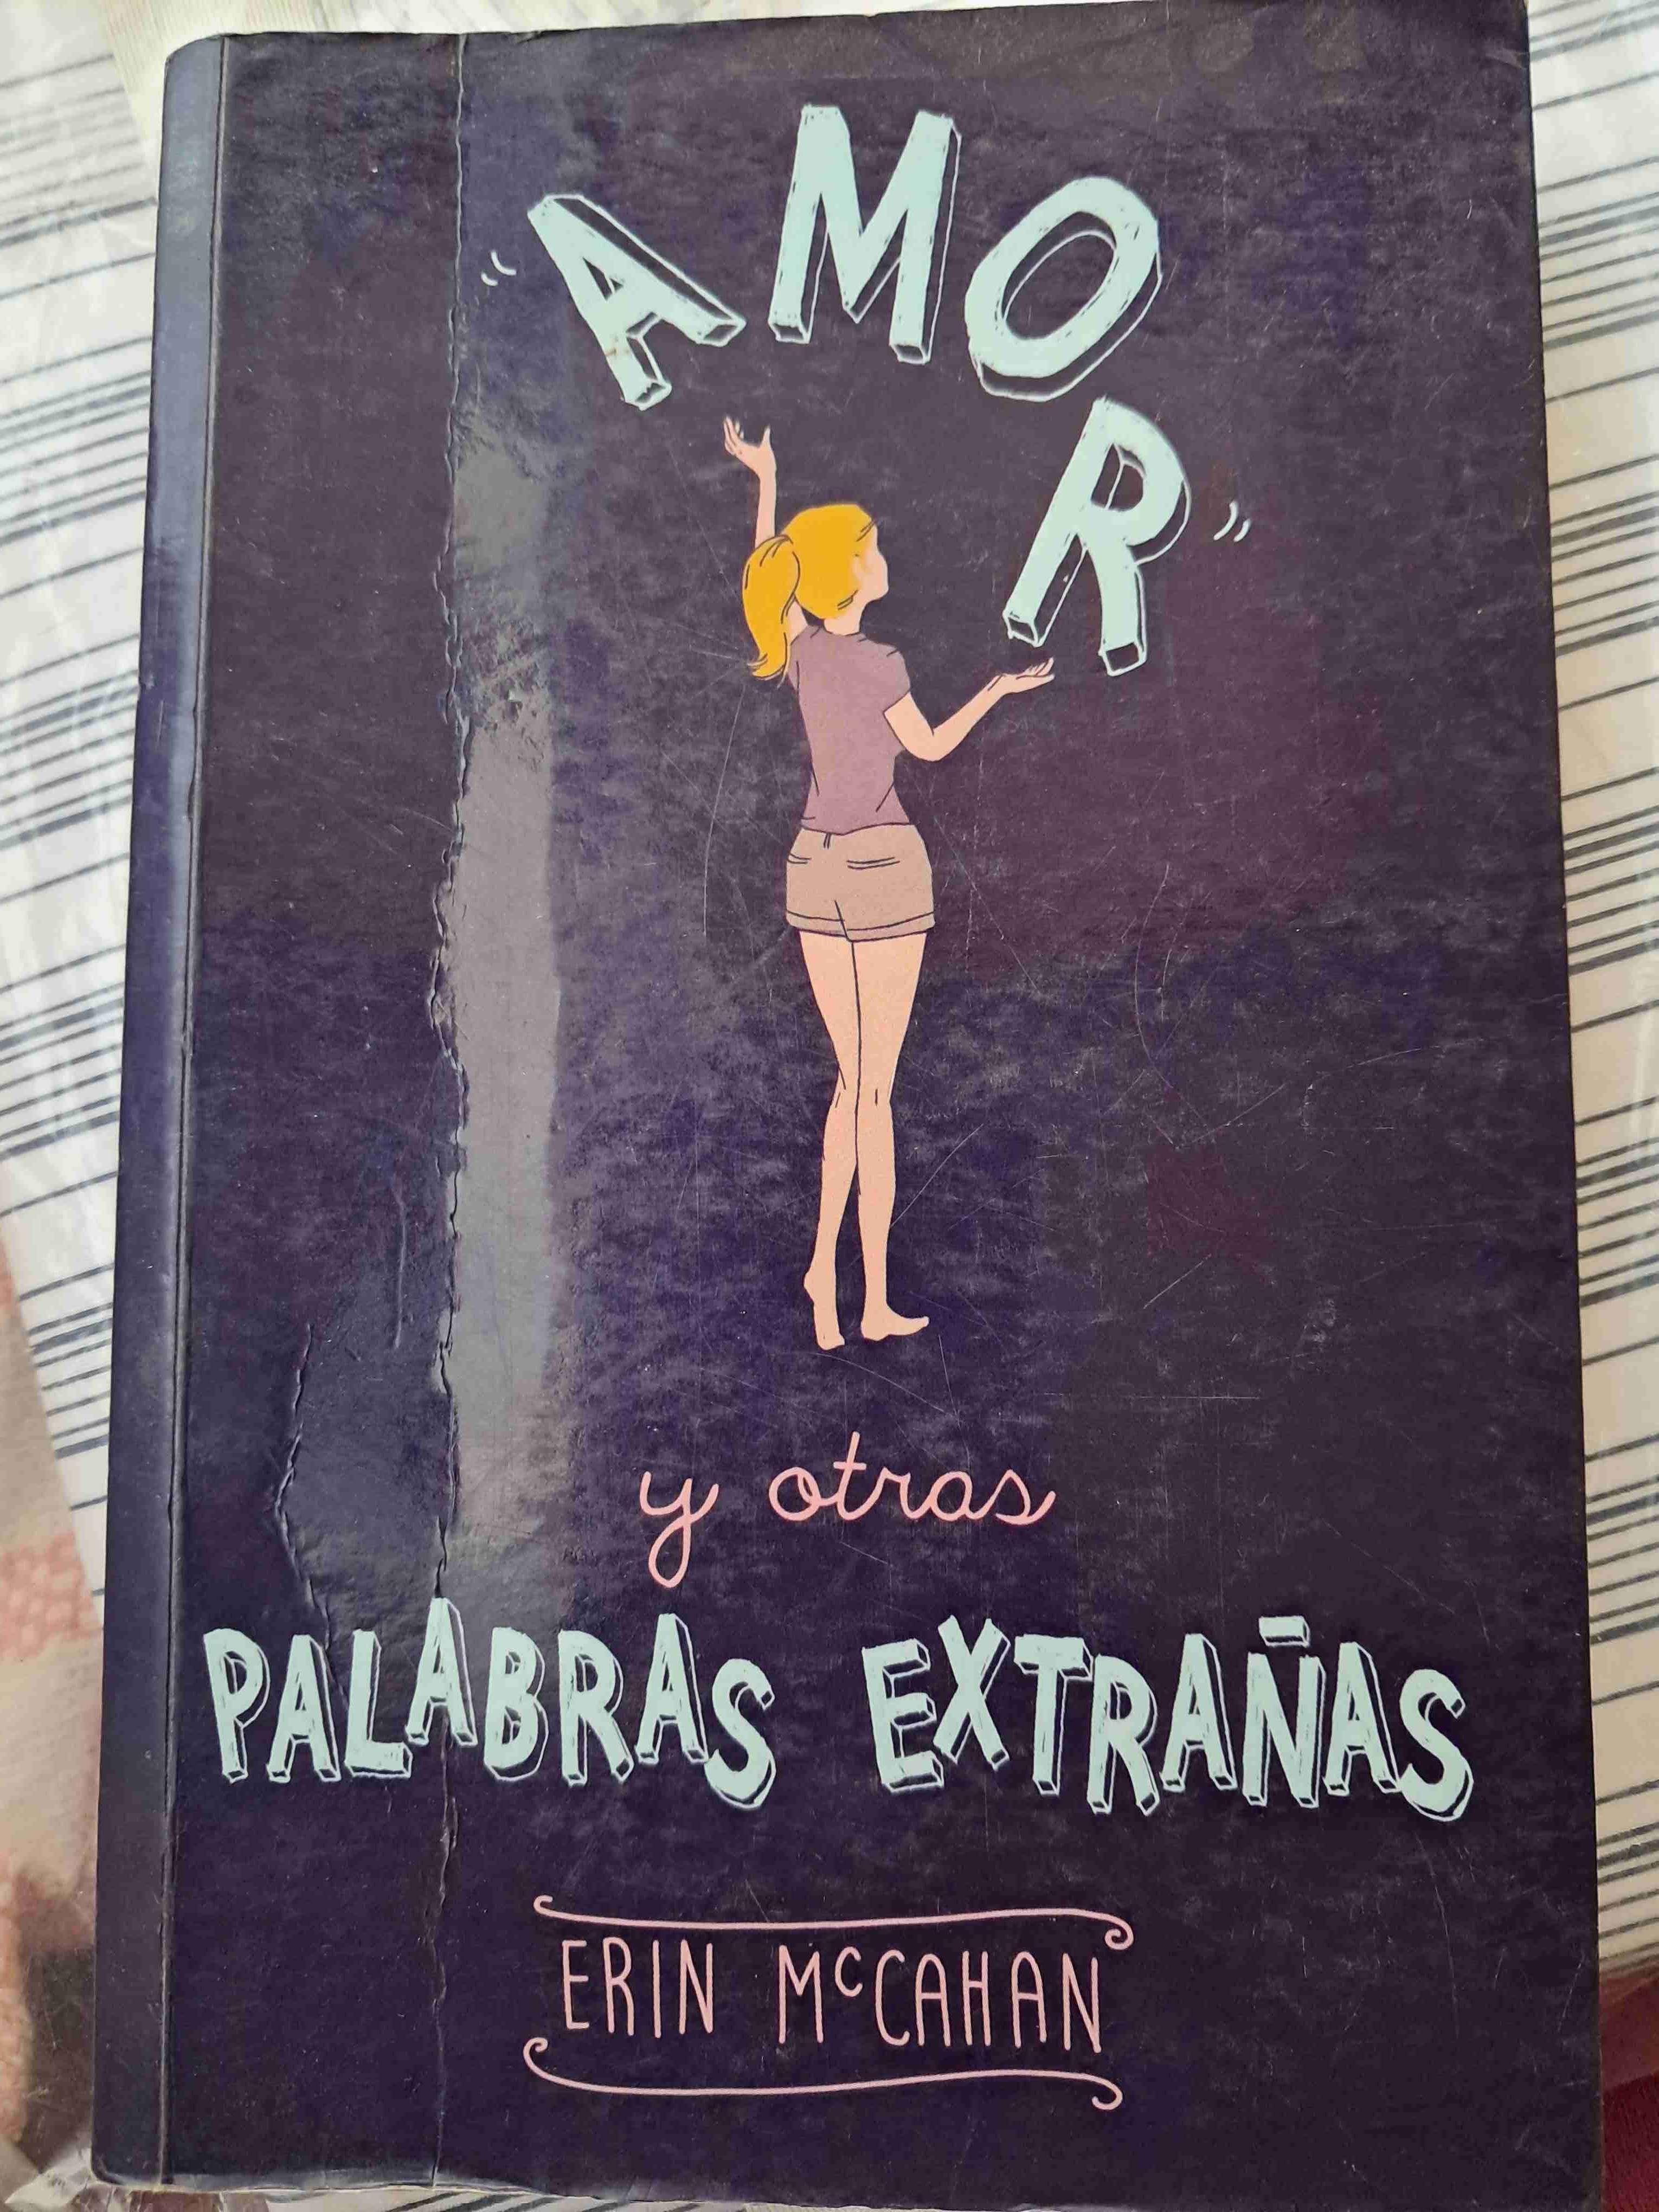 AMOR
y otras
PALABRAS EXTRAÑAS
ERIN McCAHAN